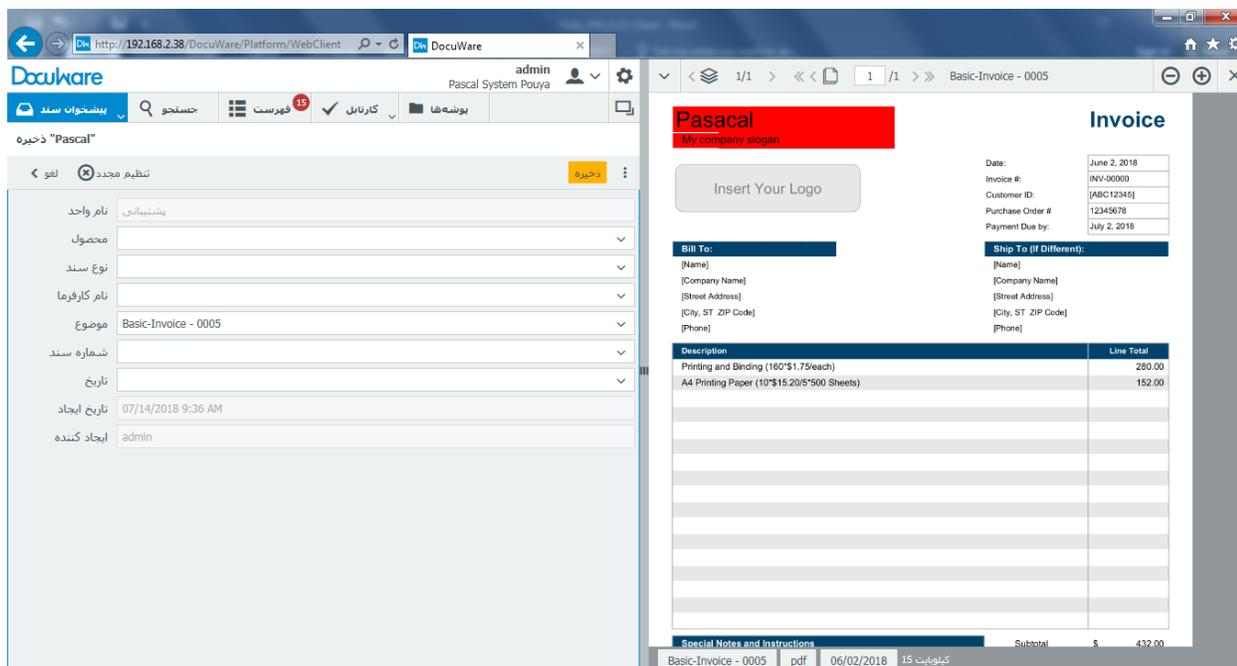 http://192.168.2.38/DocuWare/Platform/WebClient
DocuWare
DocuWare
admin
Pascal System Pouya
پیشخوان سند
جستجو
فهرست
15
کارتابل
پوشه‌ها
ذخیره "Pascal"
لغو
تنظیم مجدد
ذخیره
نام واحد
پشتیبانی
محصول
نوع سند
نام کارفرما
موضوع
Basic-Invoice - 0005
شماره سند
تاریخ
تاریخ ایجاد
07/14/2018 9:36 AM
ایجاد کننده
admin
1/1
1 /1
Basic-Invoice - 0005
Pasacal
My company slogan
Invoice
Insert Your Logo
Date: June 2, 2018
Invoice #: INV-00000
Customer ID: [ABC12345]
Purchase Order # 12345678
Payment Due by: July 2, 2018
Bill To:
[Name]
[Company Name]
[Street Address]
[City, ST ZIP Code]
[Phone]
Ship To (If Different):
[Name]
[Company Name]
[Street Address]
[City, ST ZIP Code]
[Phone]
Description Line Total
Printing and Binding (160*$1.75/each) 280.00
A4 Printing Paper (10*$15.20/5*500 Sheets) 152.00
Special Notes and Instructions Subtotal $ 432.00
Basic-Invoice - 0005
pdf
06/02/2018
15 کیلوبایت